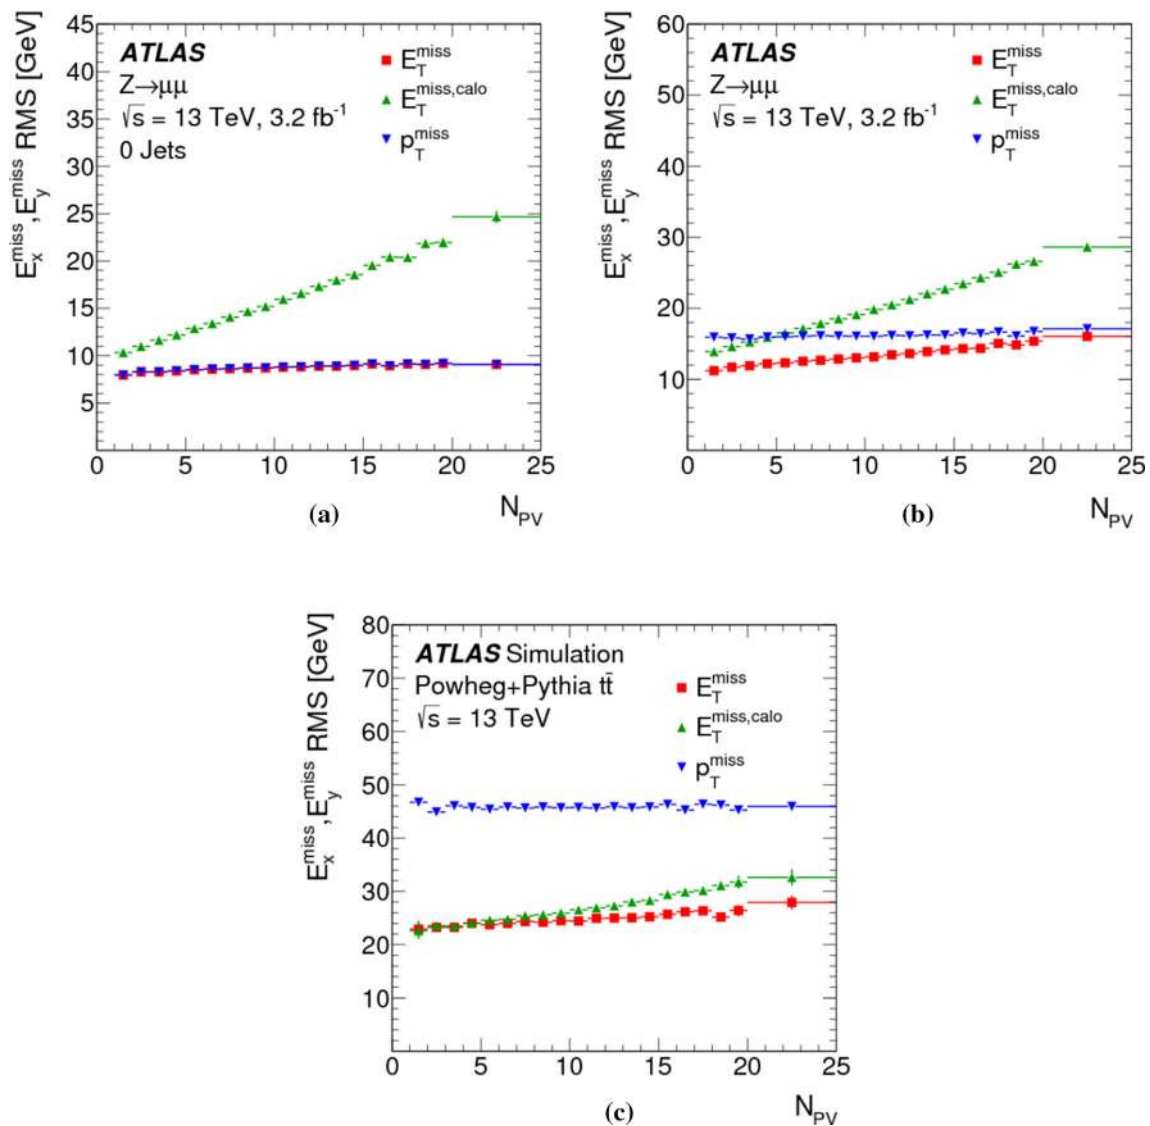 E_x^miss, E_y^miss RMS [GeV]
45
40
35
30
25
20
15
10
5
ATLAS
Z→μμ
√s = 13 TeV, 3.2 fb⁻¹
0 Jets
E_T^miss
E_T^miss,calo
p_T^miss
0 5 10 15 20 25
N_PV
(a)
E_x^miss, E_y^miss RMS [GeV]
60
50
40
30
20
10
ATLAS
Z→μμ
√s = 13 TeV, 3.2 fb⁻¹
E_T^miss
E_T^miss,calo
p_T^miss
0 5 10 15 20 25
N_PV
(b)
E_x^miss, E_y^miss RMS [GeV]
80
70
60
50
40
30
20
10
ATLAS Simulation
Powheg+Pythia tt̄
√s = 13 TeV
E_T^miss
E_T^miss,calo
p_T^miss
0 5 10 15 20 25
N_PV
(c)